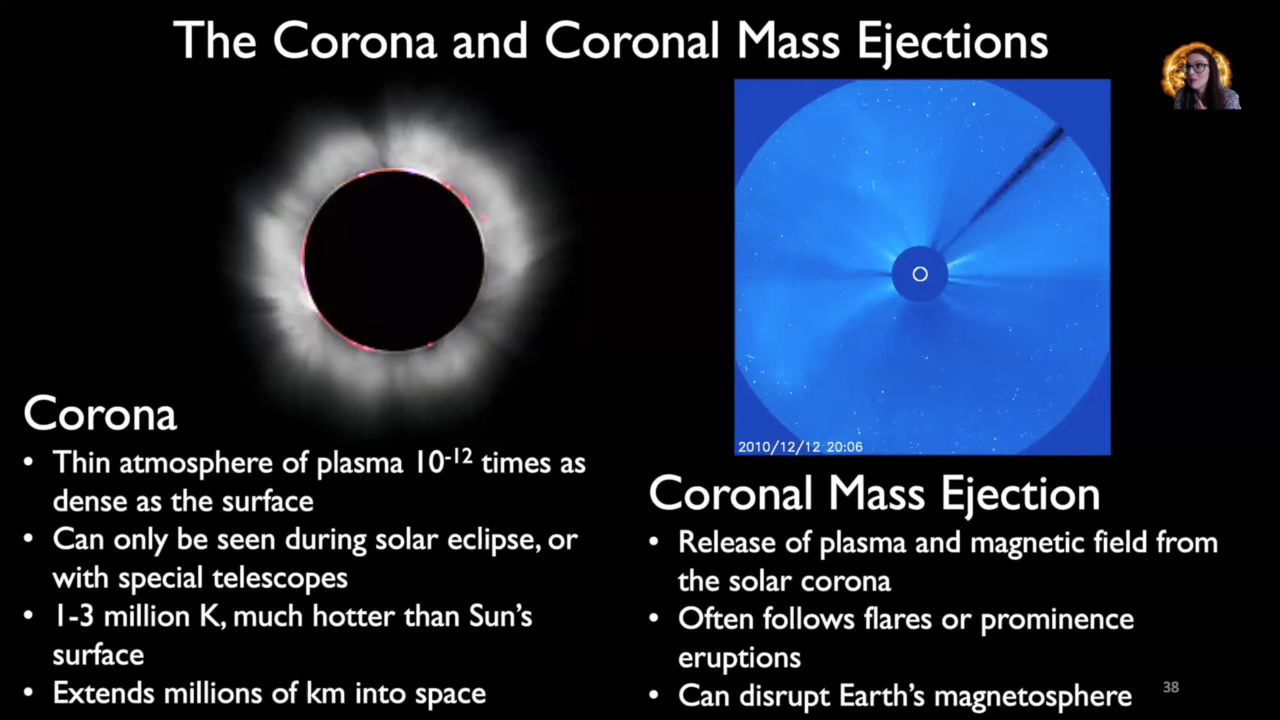 The Corona and Coronal Mass Ejections
2010/12/12 20:06
Corona
• Thin atmosphere of plasma 10⁻¹² times as
dense as the surface
• Can only be seen during solar eclipse, or
with special telescopes
• 1-3 million K, much hotter than Sun's
surface
• Extends millions of km into space
Coronal Mass Ejection
• Release of plasma and magnetic field from
the solar corona
• Often follows flares or prominence
eruptions
• Can disrupt Earth's magnetosphere
38